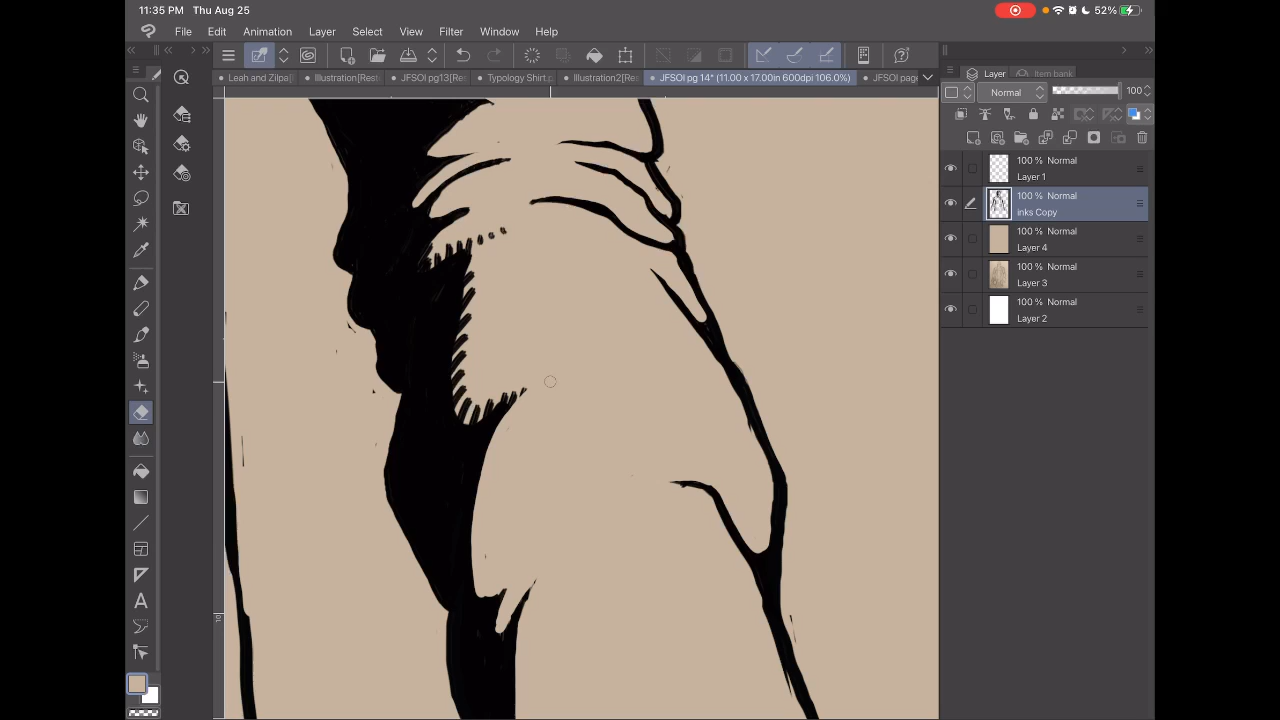 11:35 PM Thu Aug 25
52%
File Edit Animation Layer Select View Filter Window Help
Leah and Zilpa[ Illustration[Rest JFSOI pg13[Re: Typology Shirt: Illustration2[Res JFSOI pg 14* (11.00 x 17.00in 600dpi 106.0%) JFSOI page
Layer Item bank
Normal 100
100 % Normal
Layer 1
100 % Normal
inks Copy
100 % Normal
Layer 4
100 % Normal
Layer 3
100 % Normal
Layer 2
10
A